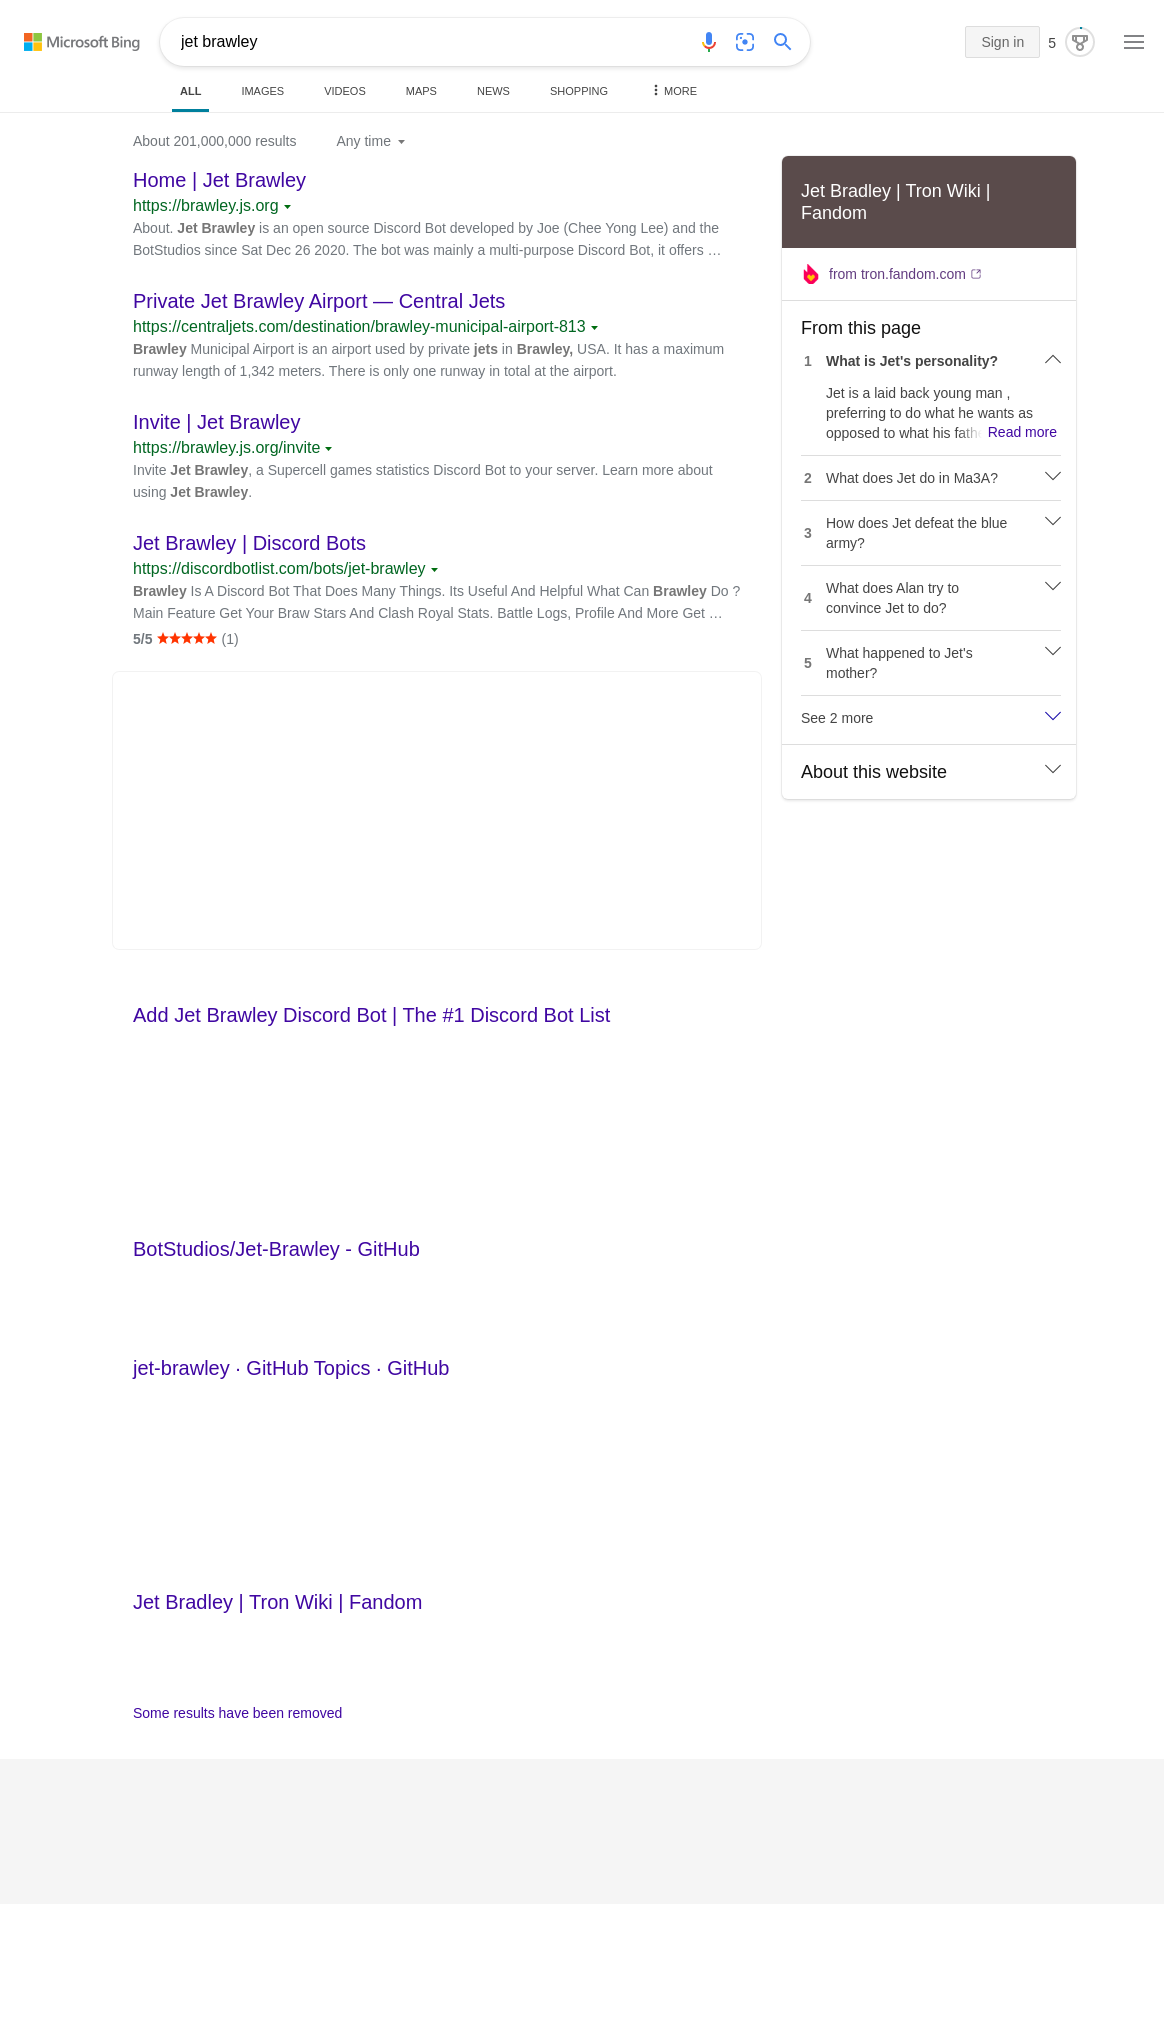 Microsoft Bing
jet brawley
Sign in
5
ALL
IMAGES
VIDEOS
MAPS
NEWS
SHOPPING
MORE
About 201,000,000 results
Any time
Home | Jet Brawley
https://brawley.js.org
About. Jet Brawley is an open source Discord Bot developed by Joe (Chee Yong Lee) and the
BotStudios since Sat Dec 26 2020. The bot was mainly a multi-purpose Discord Bot, it offers …
Private Jet Brawley Airport — Central Jets
https://centraljets.com/destination/brawley-municipal-airport-813
Brawley Municipal Airport is an airport used by private jets in Brawley, USA. It has a maximum
runway length of 1,342 meters. There is only one runway in total at the airport.
Invite | Jet Brawley
https://brawley.js.org/invite
Invite Jet Brawley, a Supercell games statistics Discord Bot to your server. Learn more about
using Jet Brawley.
Jet Brawley | Discord Bots
https://discordbotlist.com/bots/jet-brawley
Brawley Is A Discord Bot That Does Many Things. Its Useful And Helpful What Can Brawley Do ?
Main Feature Get Your Braw Stars And Clash Royal Stats. Battle Logs, Profile And More Get …
5/5 ★★★★★ (1)
Add Jet Brawley Discord Bot | The #1 Discord Bot List
BotStudios/Jet-Brawley - GitHub
jet-brawley · GitHub Topics · GitHub
Jet Bradley | Tron Wiki | Fandom
Some results have been removed
Jet Bradley | Tron Wiki |
Fandom
from tron.fandom.com
From this page
1 What is Jet's personality?
Jet is a laid back young man ,
preferring to do what he wants as
opposed to what his fathe Read more
2 What does Jet do in Ma3A?
3 How does Jet defeat the blue
army?
4 What does Alan try to
convince Jet to do?
5 What happened to Jet's
mother?
See 2 more
About this website